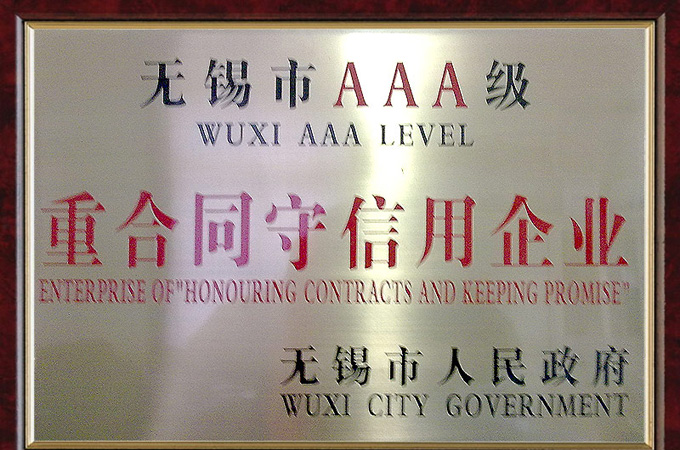 无锡市AAA级
WUXI AAA LEVEL
重合同守信用企业
ENTERPRISE OF"HONOURING CONTRACTS AND KEEPING PROMISE"
无锡市人民政府
WUXI CITY GOVERNMENT